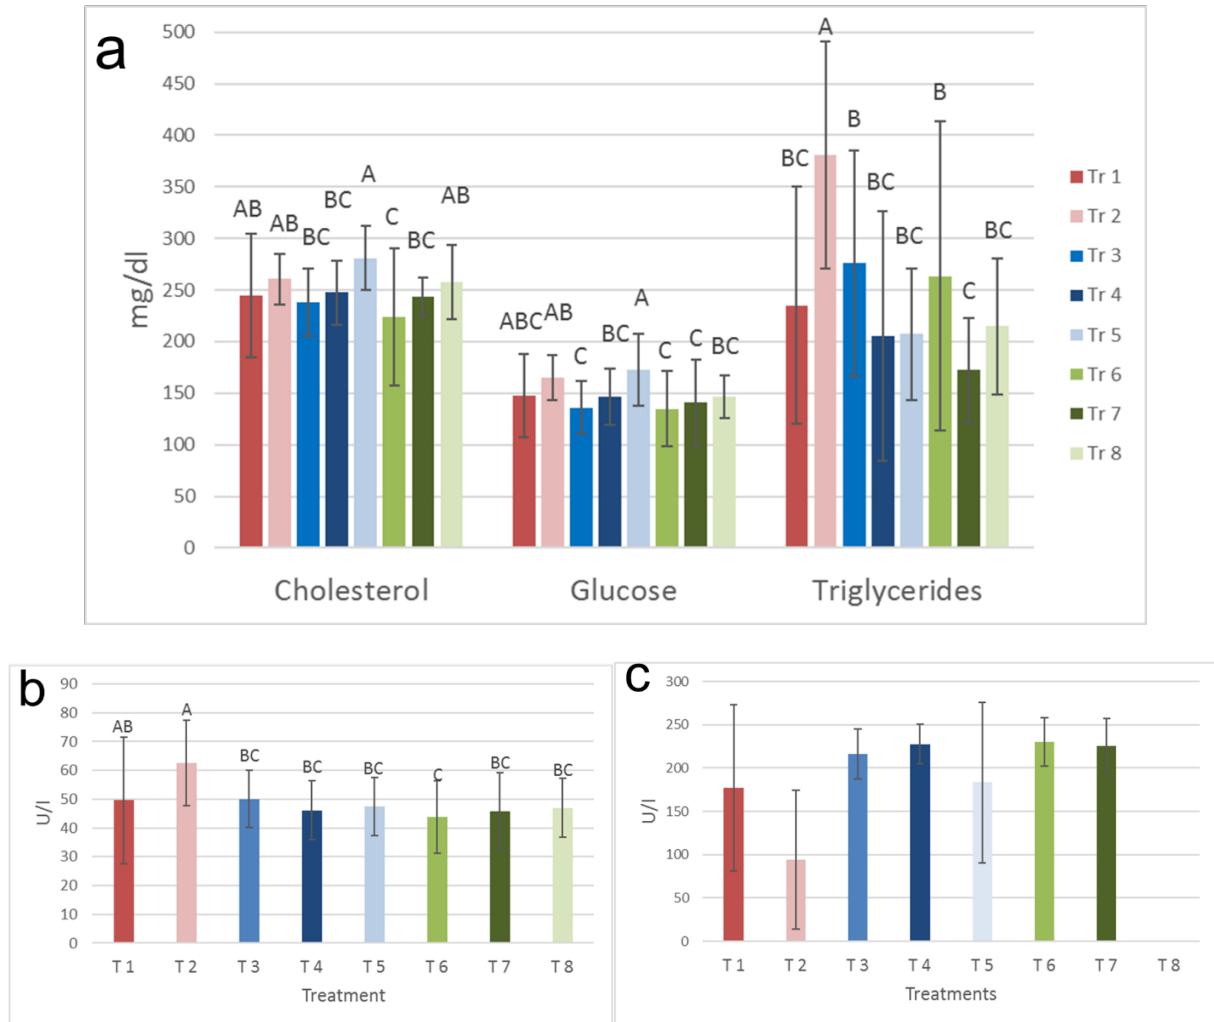 a
500
450
400
350
300
250
200
150
100
50
0
mg/dl
AB AB BC BC A C BC AB
ABC AB C BC A C C BC
BC A B BC BC B C BC
Cholesterol Glucose Triglycerides
Tr 1
Tr 2
Tr 3
Tr 4
Tr 5
Tr 6
Tr 7
Tr 8
b
90
80
70
60
50
40
30
20
10
0
U/I
AB A BC BC BC C BC BC
T 1 T 2 T 3 T 4 T 5 T 6 T 7 T 8
Treatment
c
300
250
200
150
100
50
0
U/I
T 1 T 2 T 3 T 4 T 5 T 6 T 7 T 8
Treatments